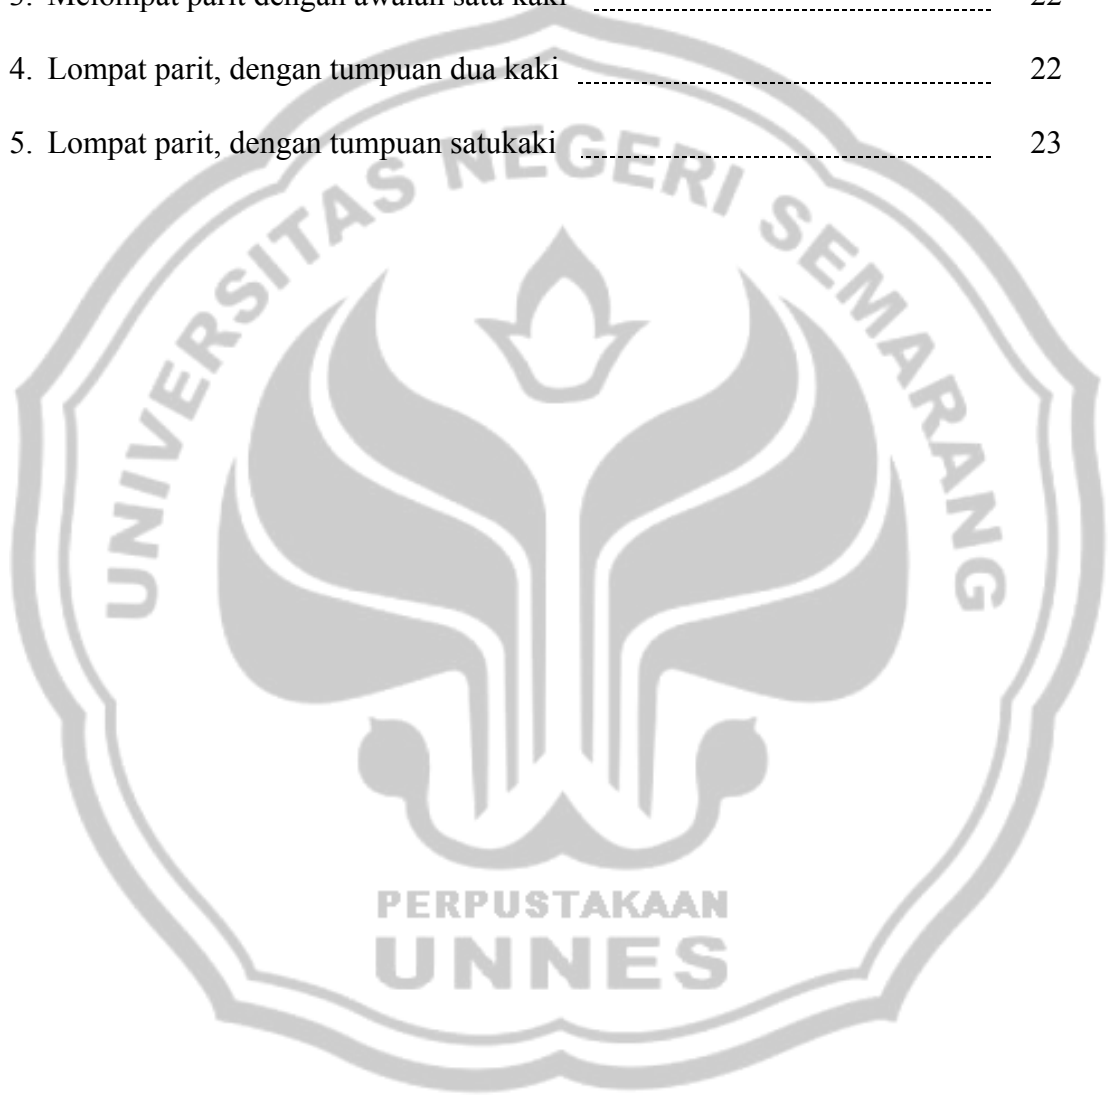 3. Melompat parit dengan awalan satu kaki 22
4. Lompat parit, dengan tumpuan dua kaki 22
5. Lompat parit, dengan tumpuan satukaki 23
UNIVERSITAS NEGERI SEMARANG
PERPUSTAKAAN
UNNES